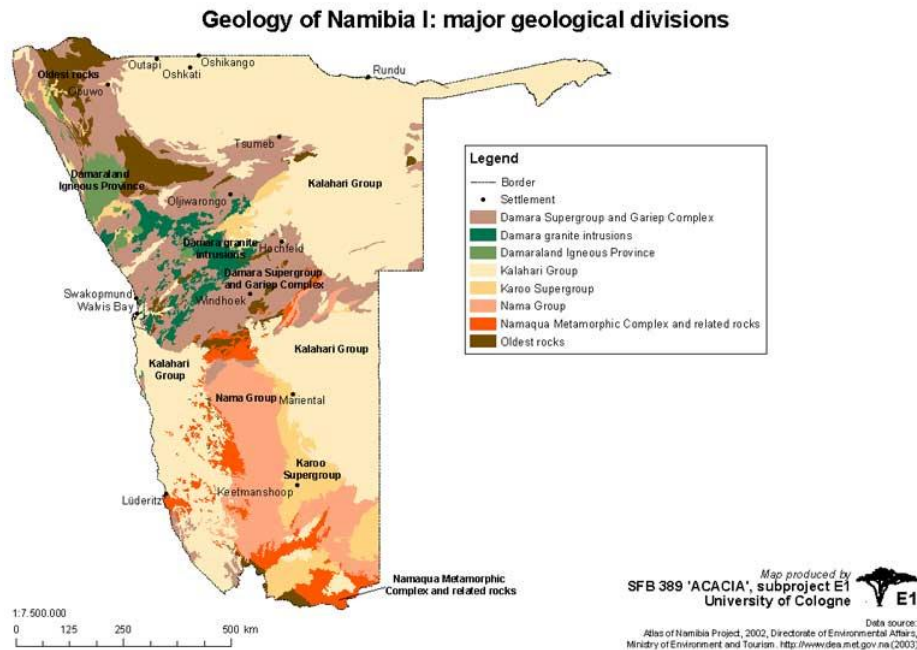 Geology of Namibia I: major geological divisions
Outapi
Oshikango
Oshkati
Rundu
Oldest rocks
Opuwo
Tsumeb
Damaraland
Igneous Province
Kalahari Group
Otjiwarongo
Damara granite
intrusions
Hochfeld
Damara Supergroup
and Gariep Complex
Swakopmund
Windhoek
Walvis Bay
Kalahari
Group
Kalahari Group
Nama Group
Mariental
Karoo
Supergroup
Lüderitz
Keetmanshoop
Namaqua Metamorphic
Complex and related rocks
Legend
Border
Settlement
Damara Supergroup and Gariep Complex
Damara granite intrusions
Damaraland Igneous Province
Kalahari Group
Karoo Supergroup
Nama Group
Namaqua Metamorphic Complex and related rocks
Oldest rocks
1:7.500.000
0 125 250 500 km
Map produced by
SFB 389 'ACACIA', subproject E1
University of Cologne
E1
Data source:
Atlas of Namibia Project, 2002, Directorate of Environmental Affairs,
Ministry of Environment and Tourism. http://www.dea.met.gov.na (2003)